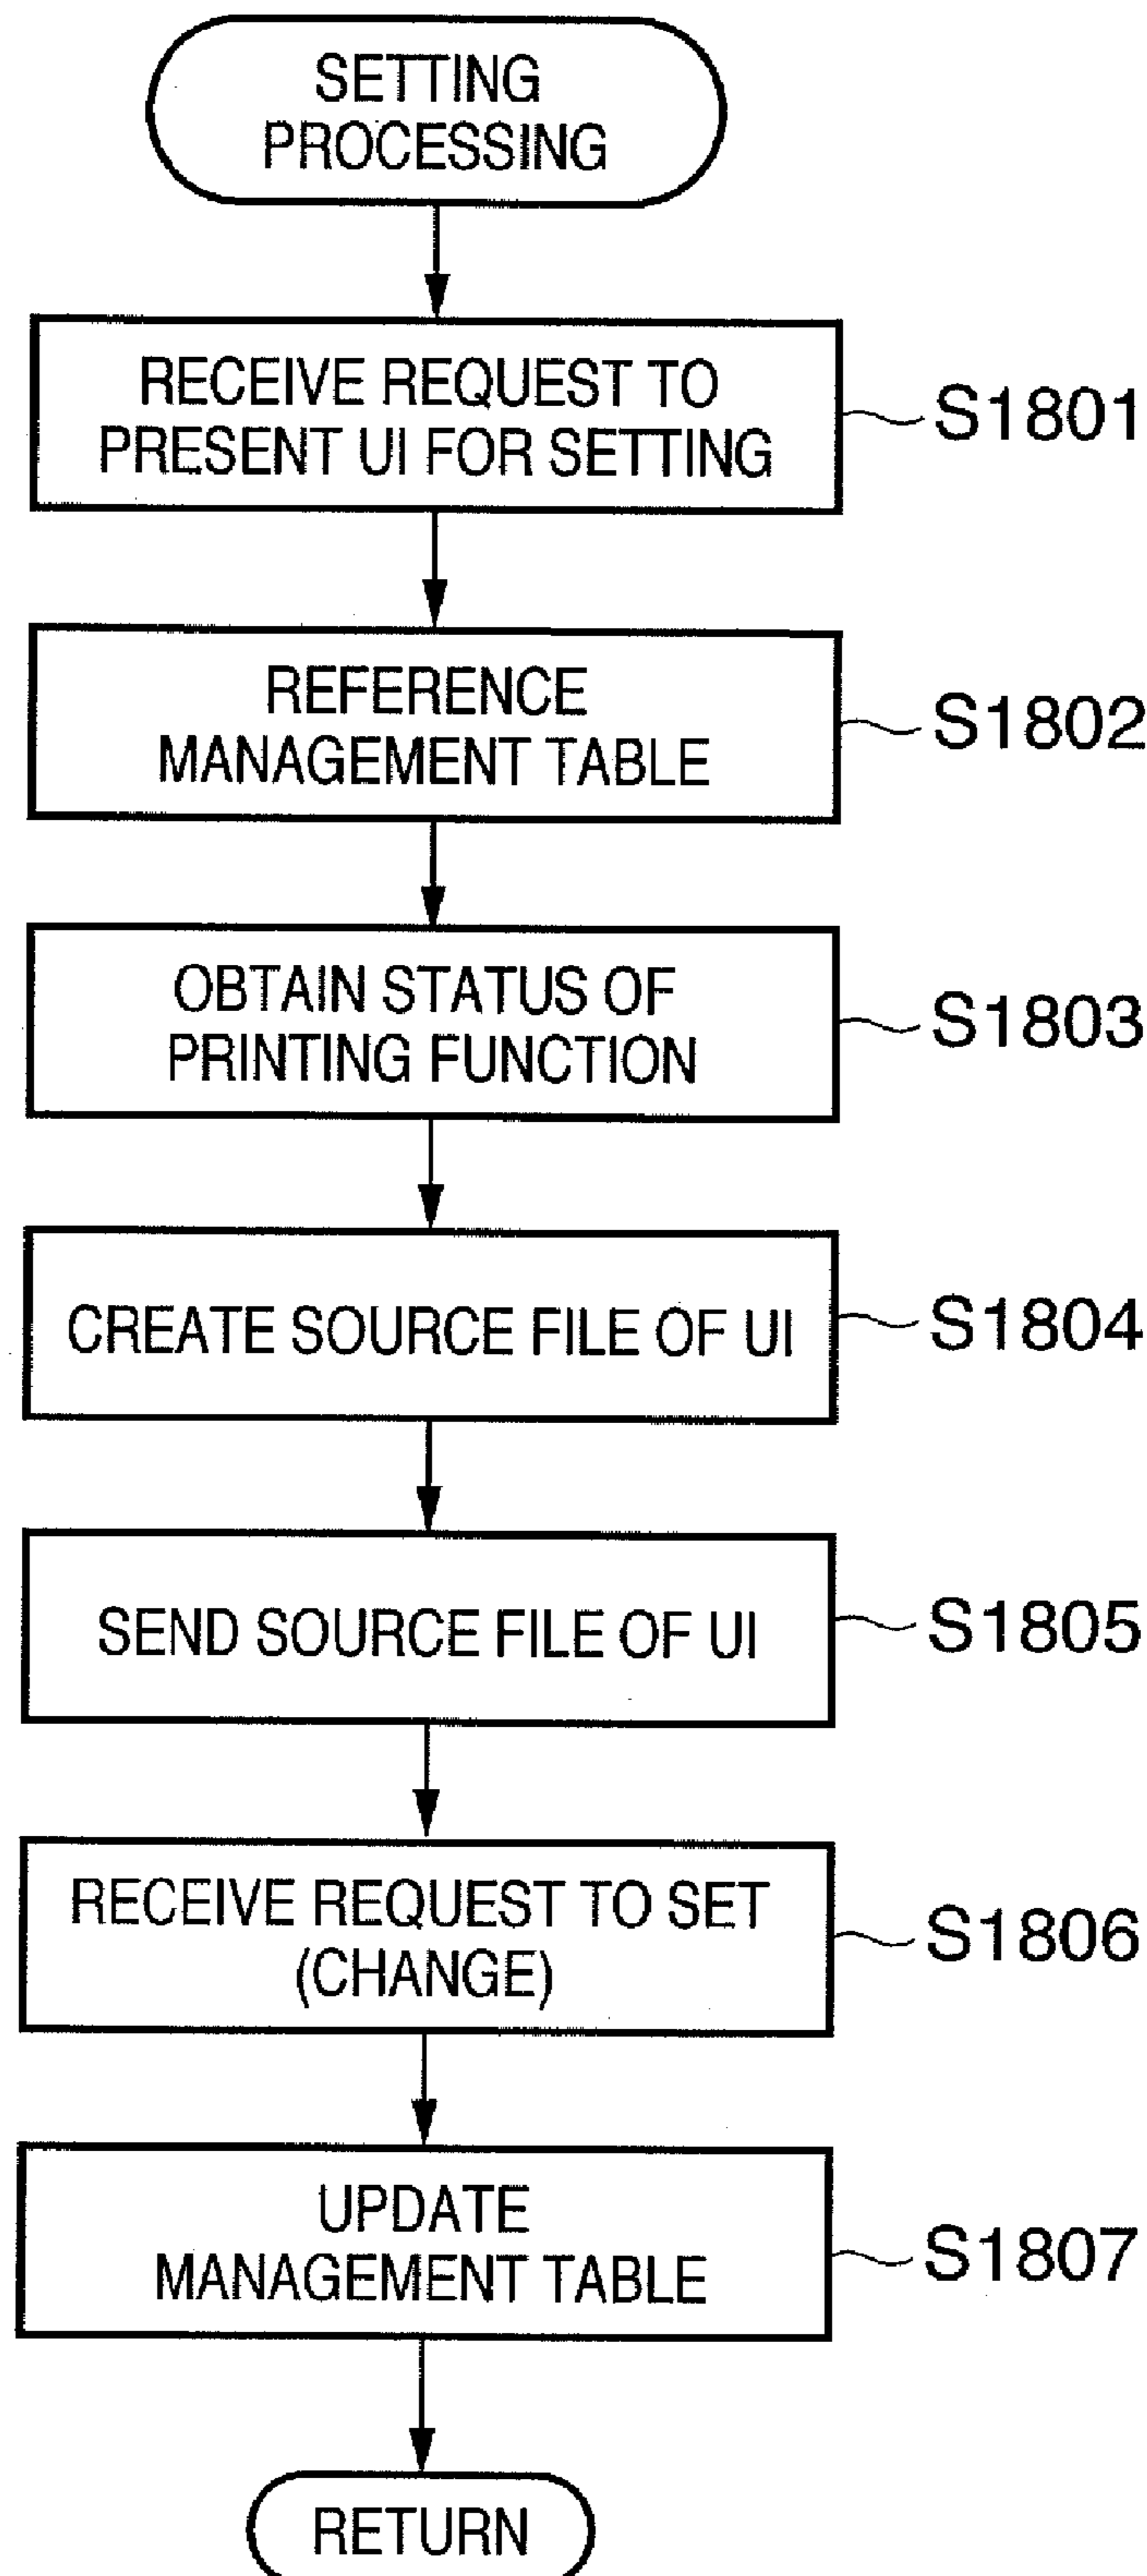 SETTING
PROCESSING
RECEIVE REQUEST TO
PRESENT UI FOR SETTING
S1801
REFERENCE
MANAGEMENT TABLE
S1802
OBTAIN STATUS OF
PRINTING FUNCTION
S1803
CREATE SOURCE FILE OF UI
S1804
SEND SOURCE FILE OF UI
S1805
RECEIVE REQUEST TO SET
(CHANGE)
S1806
UPDATE
MANAGEMENT TABLE
S1807
RETURN